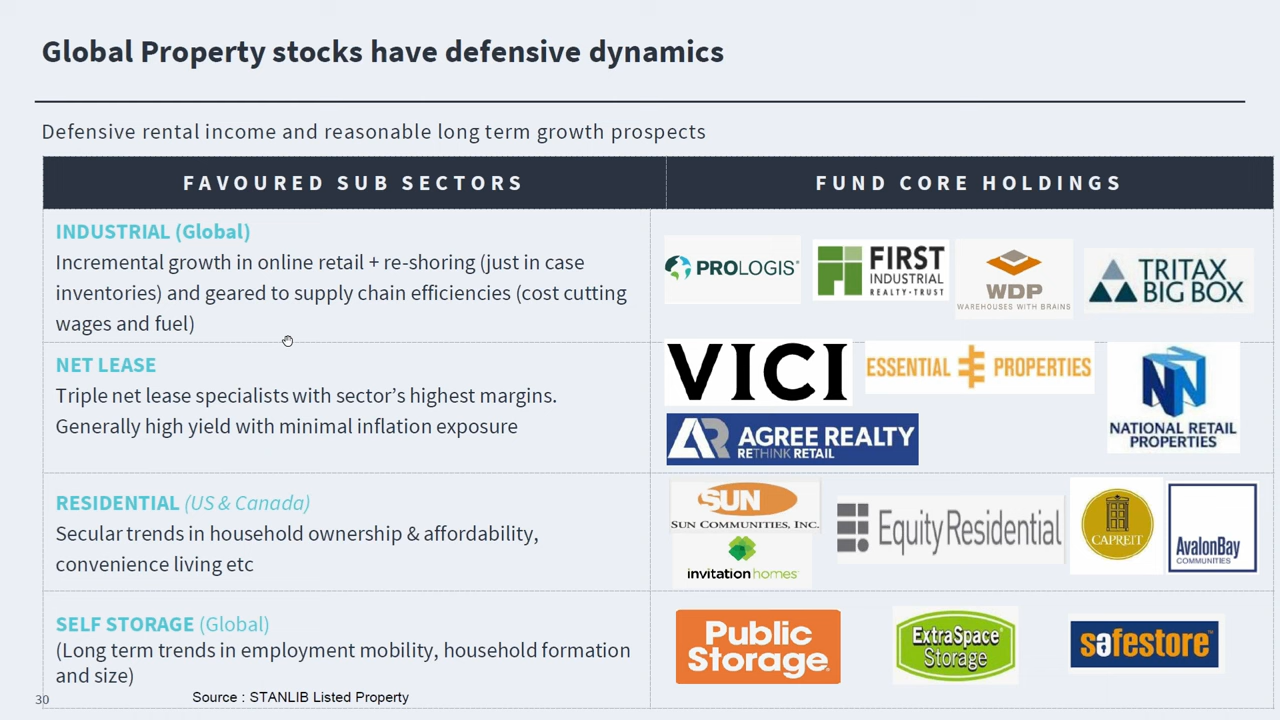 Global Property stocks have defensive dynamics
Defensive rental income and reasonable long term growth prospects
FAVOURED SUB SECTORS
FUND CORE HOLDINGS
INDUSTRIAL (Global)
Incremental growth in online retail + re-shoring (just in case
inventories) and geared to supply chain efficiencies (cost cutting
wages and fuel)
PROLOGIS®
FIRST
INDUSTRIAL
REALTY • TRUST
WDP
WAREHOUSES WITH BRAINS
TRITAX
BIG BOX
NET LEASE
Triple net lease specialists with sector’s highest margins.
Generally high yield with minimal inflation exposure
VICI
ESSENTIAL PROPERTIES
AGREE REALTY
RETHINK RETAIL
NATIONAL RETAIL
PROPERTIES
RESIDENTIAL (US & Canada)
Secular trends in household ownership & affordability,
convenience living etc
SUN
SUN COMMUNITIES, INC.
invitation homes
Equity Residential
CAPREIT
AvalonBay
COMMUNITIES
SELF STORAGE (Global)
(Long term trends in employment mobility, household formation
and size)
Public
Storage
ExtraSpace
Storage
safestore
30
Source : STANLIB Listed Property